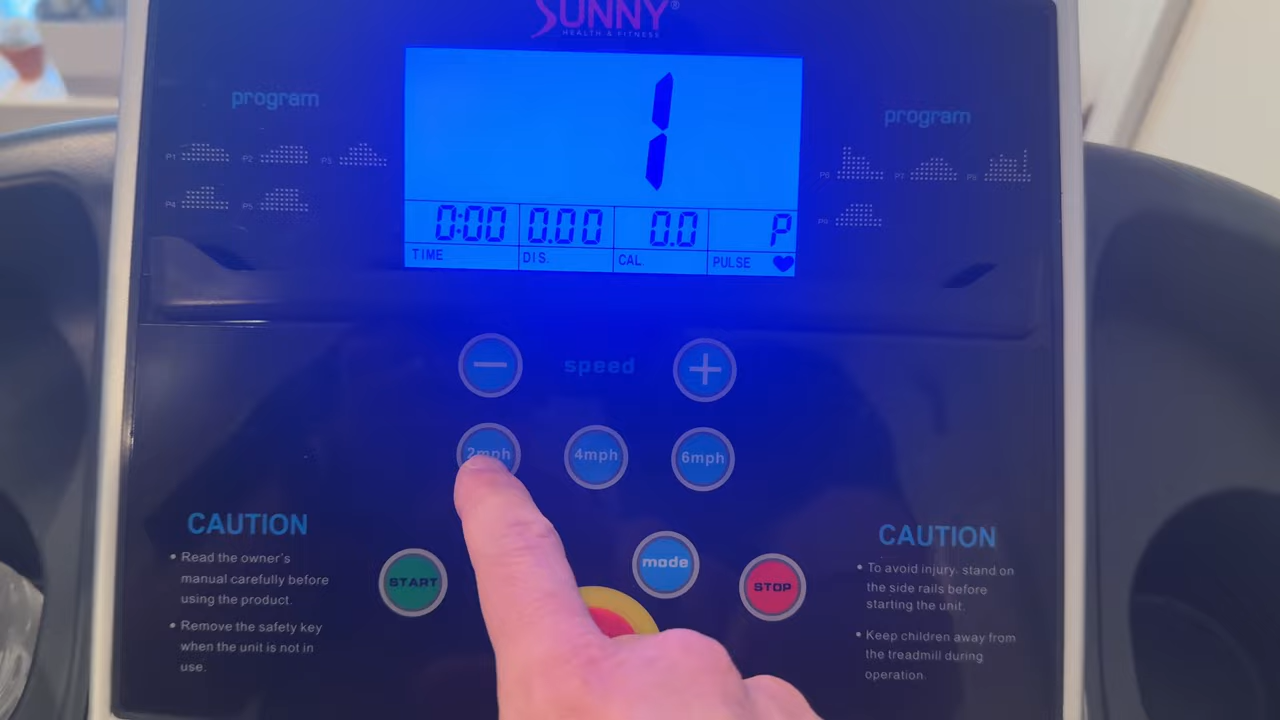 SUNNY®
HEALTH & FITNESS
1
program
P1 P2 P3
P4 P5
program
P6 P7 P8
P9
0:00 0.00 0.0 P
TIME DIS. CAL. PULSE
− speed +
2mph 4mph 6mph
mode
START STOP
CAUTION
• Read the owner's
manual carefully before
using the product.
• Remove the safety key
when the unit is not in
use.
CAUTION
• To avoid injury, stand on
the side rails before
starting the unit.
• Keep children away from
the treadmill during
operation.